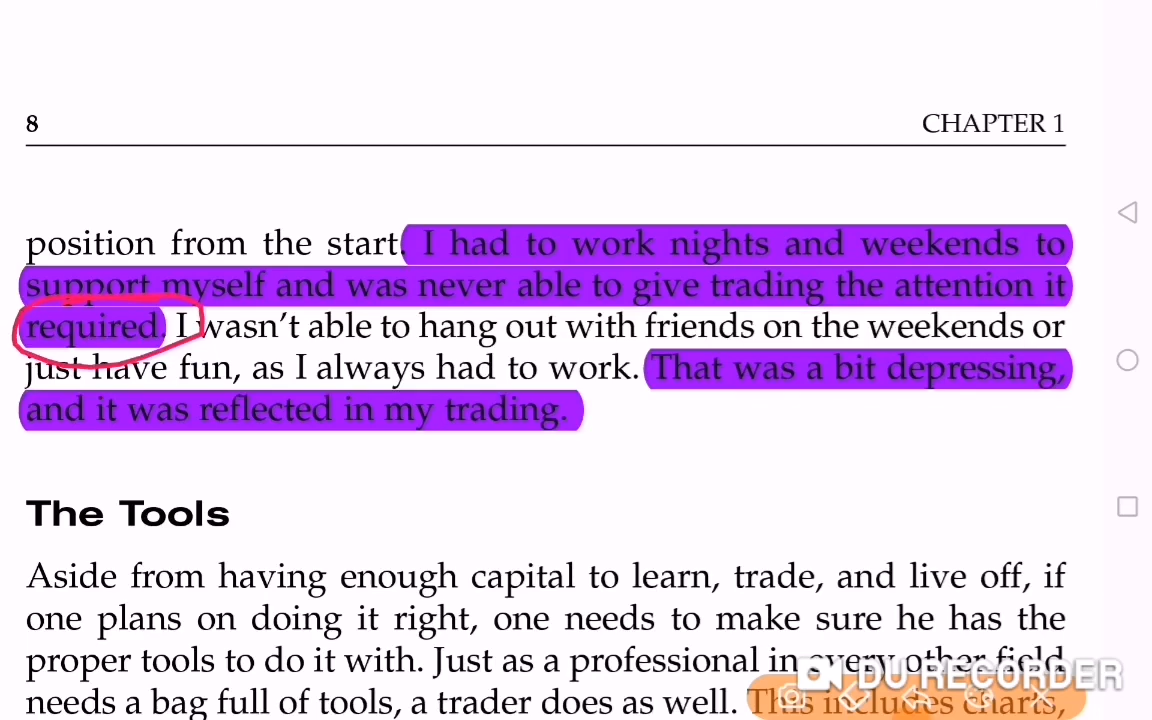 8 CHAPTER 1
position from the start. I had to work nights and weekends to
support myself and was never able to give trading the attention it
required. I wasn't able to hang out with friends on the weekends or
just have fun, as I always had to work. That was a bit depressing,
and it was reflected in my trading.
The Tools
Aside from having enough capital to learn, trade, and live off, if
one plans on doing it right, one needs to make sure he has the
proper tools to do it with. Just as a professional in every other field
DU RECORDER
needs a bag full of tools, a trader does as well. This includes charts,